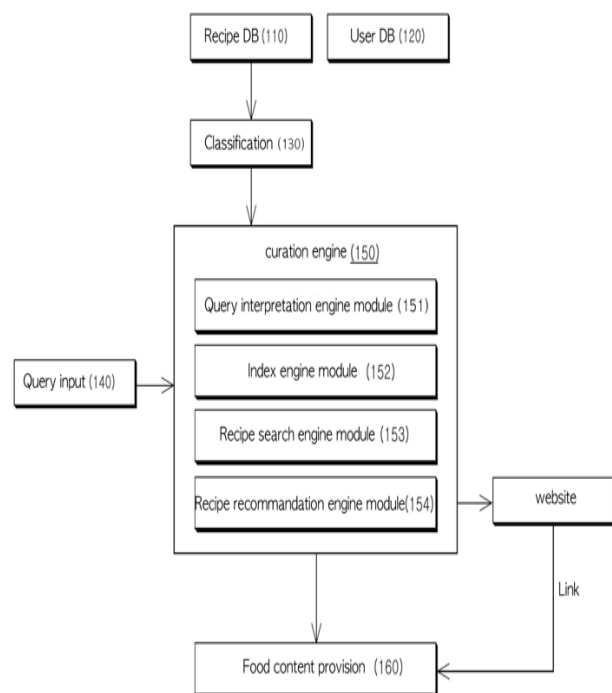 Recipe DB (110)
User DB (120)
Classification (130)
curation engine (150)
Query interpretation engine module (151)
Index engine module (152)
Query input (140)
Recipe search engine module (153)
Recipe recommandation engine module(154)
website
Link
Food content provision (160)